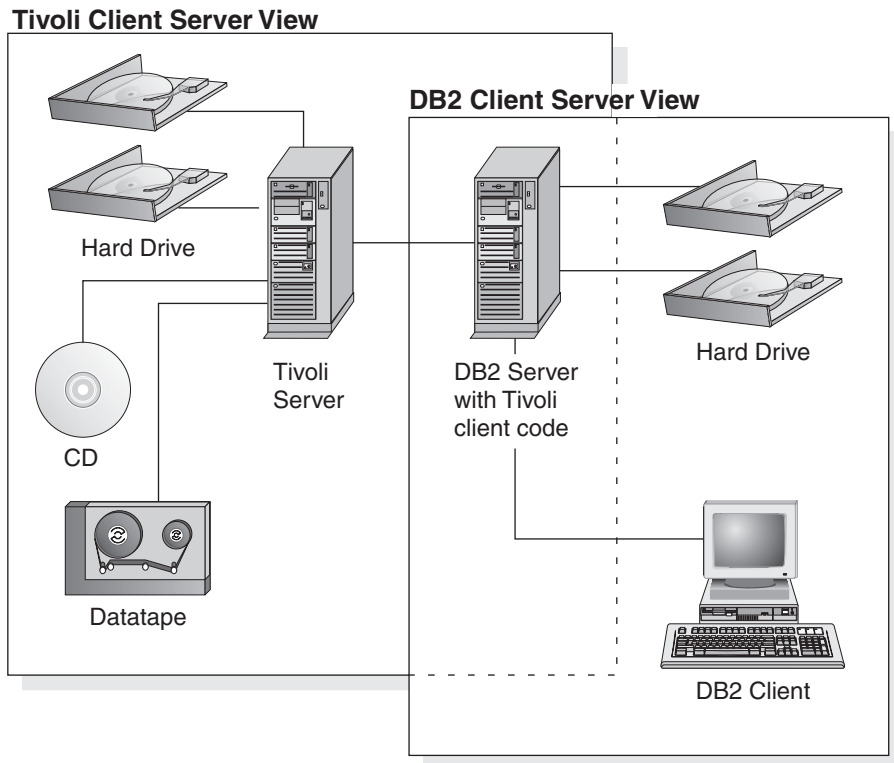 Tivoli Client Server View
DB2 Client Server View
Hard Drive
Tivoli
Server
DB2 Server
with Tivoli
client code
Hard Drive
CD
Datatape
DB2 Client